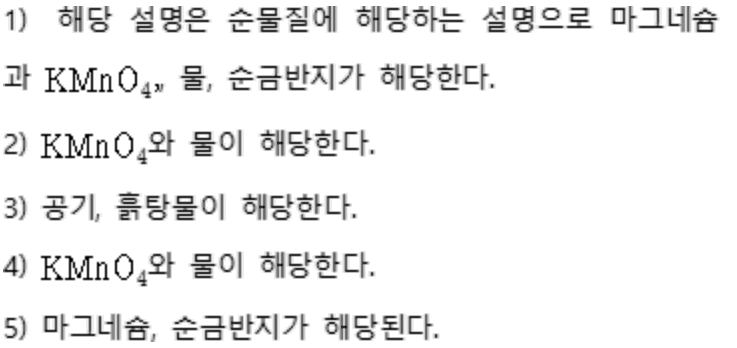 1) 해당 설명은 순물질에 해당하는 설명으로 마그네슘
과 KMnO₄,, 물, 순금반지가 해당한다.
2) KMnO₄와 물이 해당한다.
3) 공기, 흙탕물이 해당한다.
4) KMnO₄와 물이 해당한다.
5) 마그네슘, 순금반지가 해당된다.